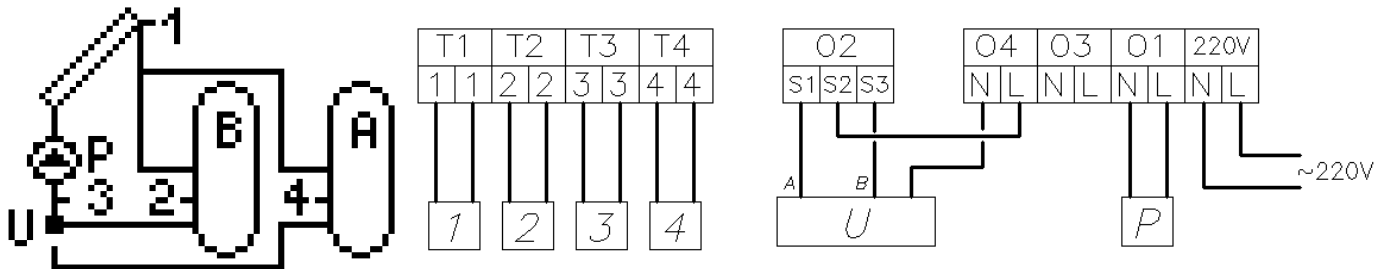 1
B
A
P
3
2
4
U
T1 T2 T3 T4
1 1 2 2 3 3 4 4
1 2 3 4
O2
S1 S2 S3
O4 O3 O1 220V
N L N L N L N L
A B
U
P
~220V